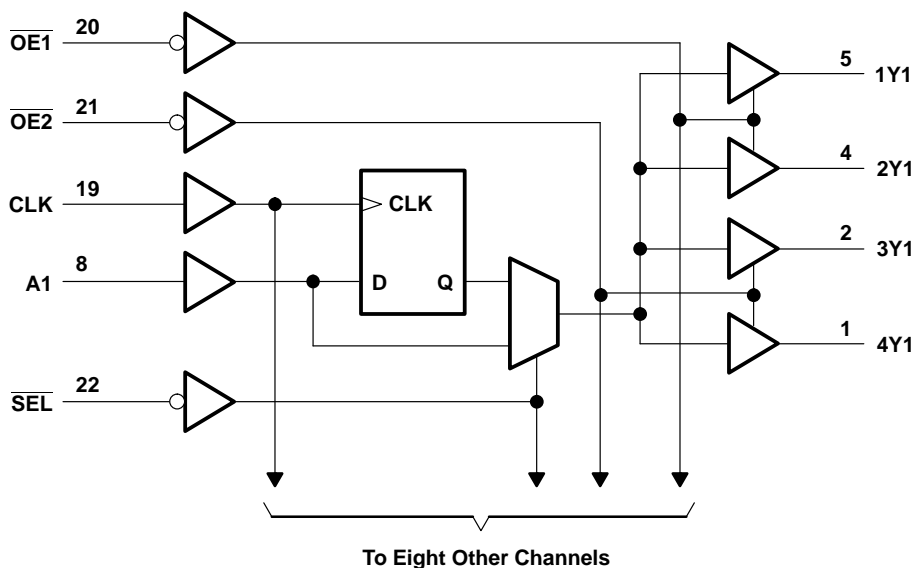 OE1 20
OE2 21
CLK 19
A1 8
SEL 22
CLK
D Q
5 1Y1
4 2Y1
2 3Y1
1 4Y1
To Eight Other Channels